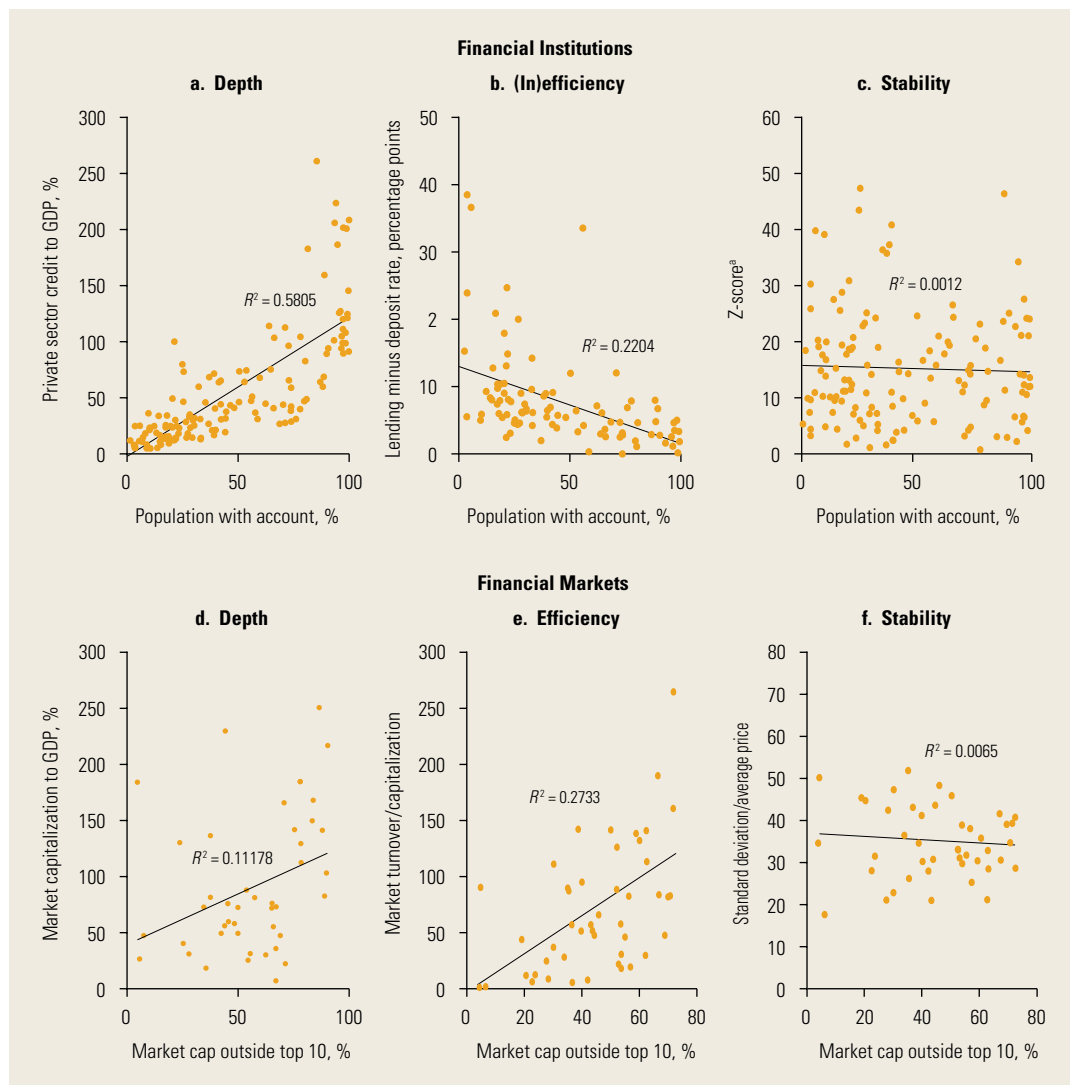 Financial Institutions
a. Depth
b. (In)efficiency
c. Stability
Private sector credit to GDP, %
300
250
200
150
100
50
0
R² = 0.5805
0
50
100
Population with account, %
Lending minus deposit rate, percentage points
50
40
30
2
10
0
R² = 0.2204
0
50
100
Population with account, %
Z-scoreᵃ
60
50
40
30
20
10
0
R² = 0.0012
0
50
100
Population with account, %
Financial Markets
d. Depth
e. Efficiency
f. Stability
Market capitalization to GDP, %
300
250
200
150
100
50
0
R² = 0.11178
0
50
100
Market cap outside top 10, %
Market turnover/capitalization
300
250
200
150
100
50
0
R² = 0.2733
0
20
40
60
80
Market cap outside top 10, %
Standard deviation/average price
80
70
60
50
40
30
20
10
0
R² = 0.0065
0
20
40
60
80
Market cap outside top 10, %